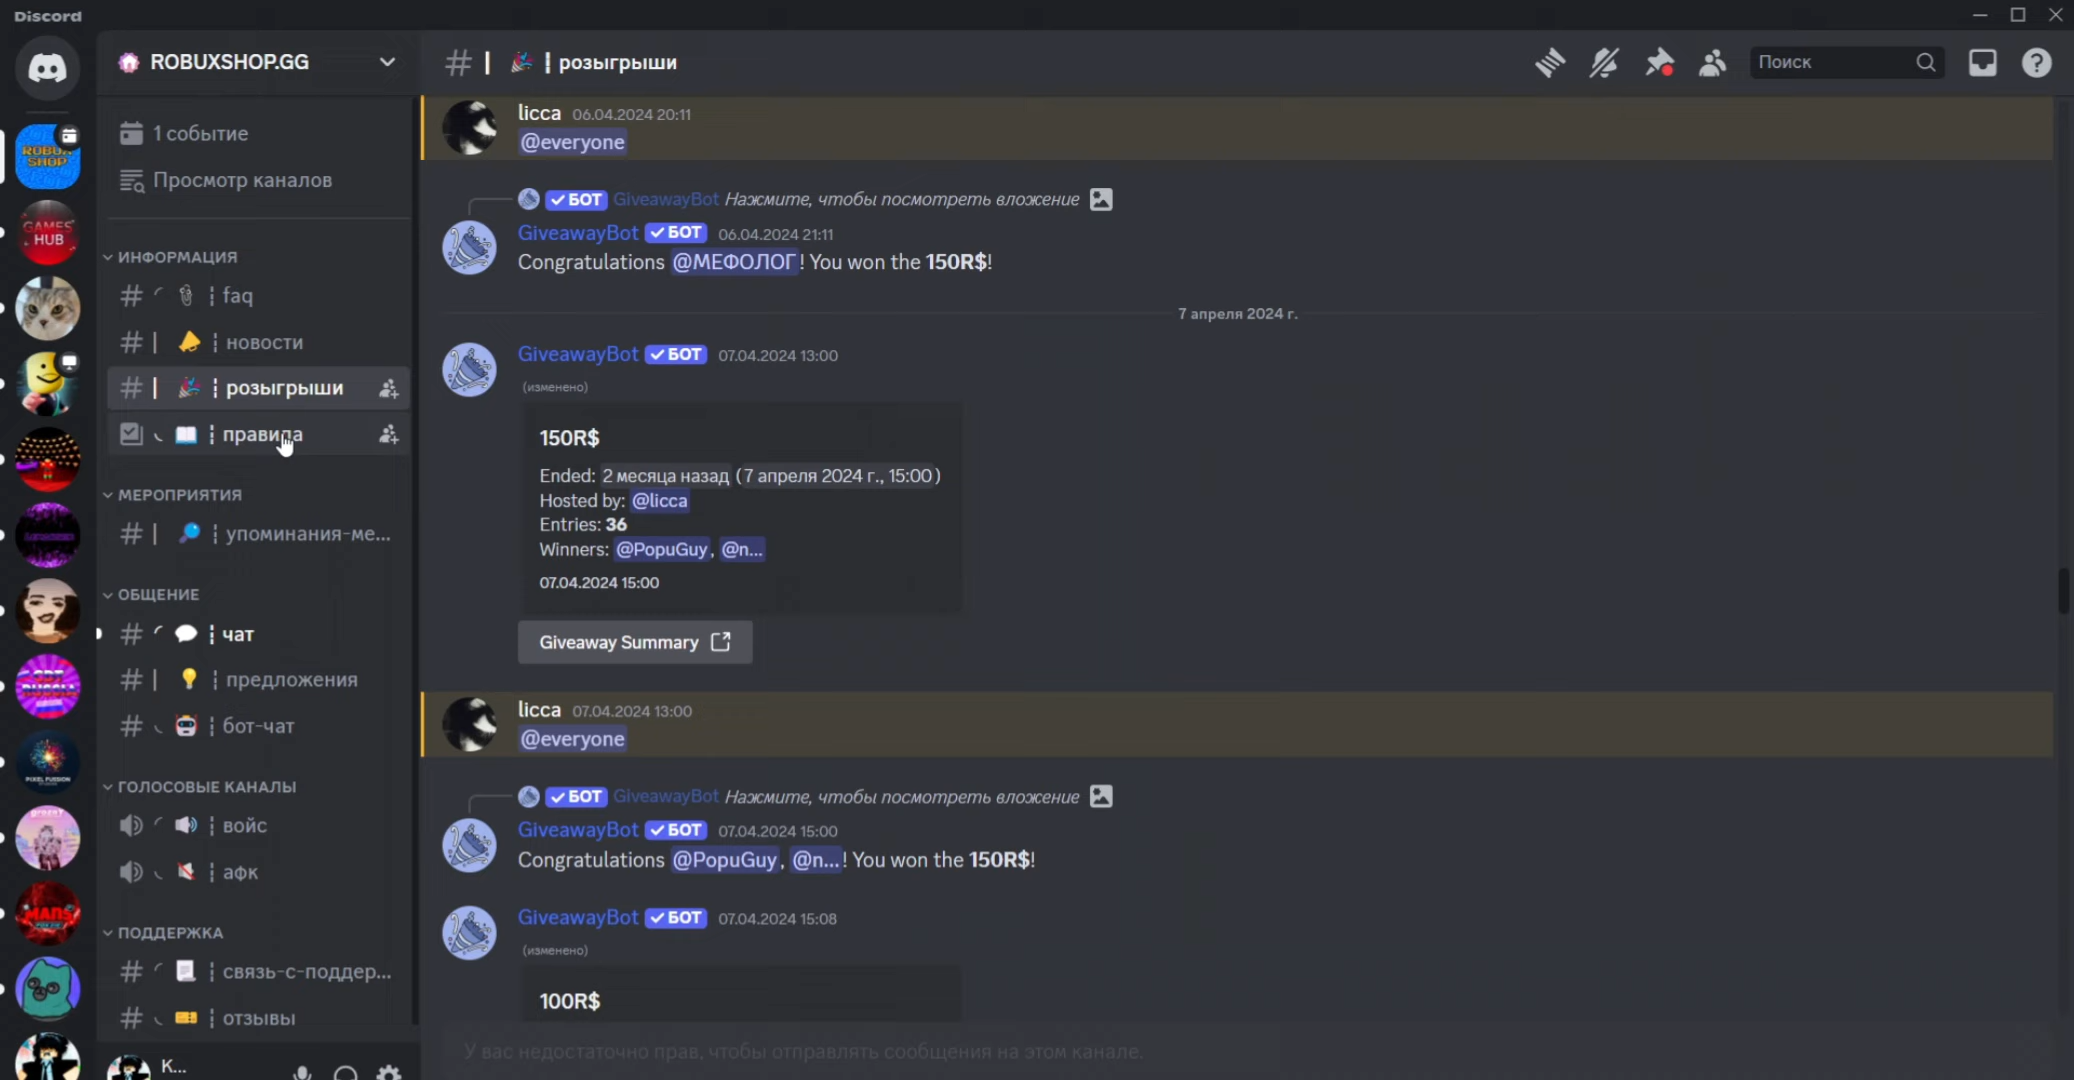 Discord
ROBUXSHOP.GG
1 событие
Просмотр каналов
ИНФОРМАЦИЯ
faq
новости
розыгрыши
правила
МЕРОПРИЯТИЯ
упоминания-ме...
ОБЩЕНИЕ
чат
предложения
бот-чат
ГОЛОСОВЫЕ КАНАЛЫ
войс
афк
ПОДДЕРЖКА
связь-с-поддер...
отзывы
K...
ROBUX
SHOP
GAMES
HUB
RUSSIA
PIXEL FUSION
розыгрыши
Поиск
licca 06.04.2024 20:11
@everyone
БОТ GiveawayBot Нажмите, чтобы посмотреть вложение
GiveawayBot БОТ 06.04.2024 21:11
Congratulations @МЕФОЛОГ! You won the 150R$!
7 апреля 2024 г.
GiveawayBot БОТ 07.04.2024 13:00
(изменено)
150R$
Ended: 2 месяца назад (7 апреля 2024 г., 15:00)
Hosted by: @licca
Entries: 36
Winners: @PopuGuy, @n...
07.04.2024 15:00
Giveaway Summary
licca 07.04.2024 13:00
@everyone
БОТ GiveawayBot Нажмите, чтобы посмотреть вложение
GiveawayBot БОТ 07.04.2024 15:00
Congratulations @PopuGuy, @n...! You won the 150R$!
GiveawayBot БОТ 07.04.2024 15:08
(изменено)
100R$
У вас недостаточно прав, чтобы отправлять сообщения на этом канале.